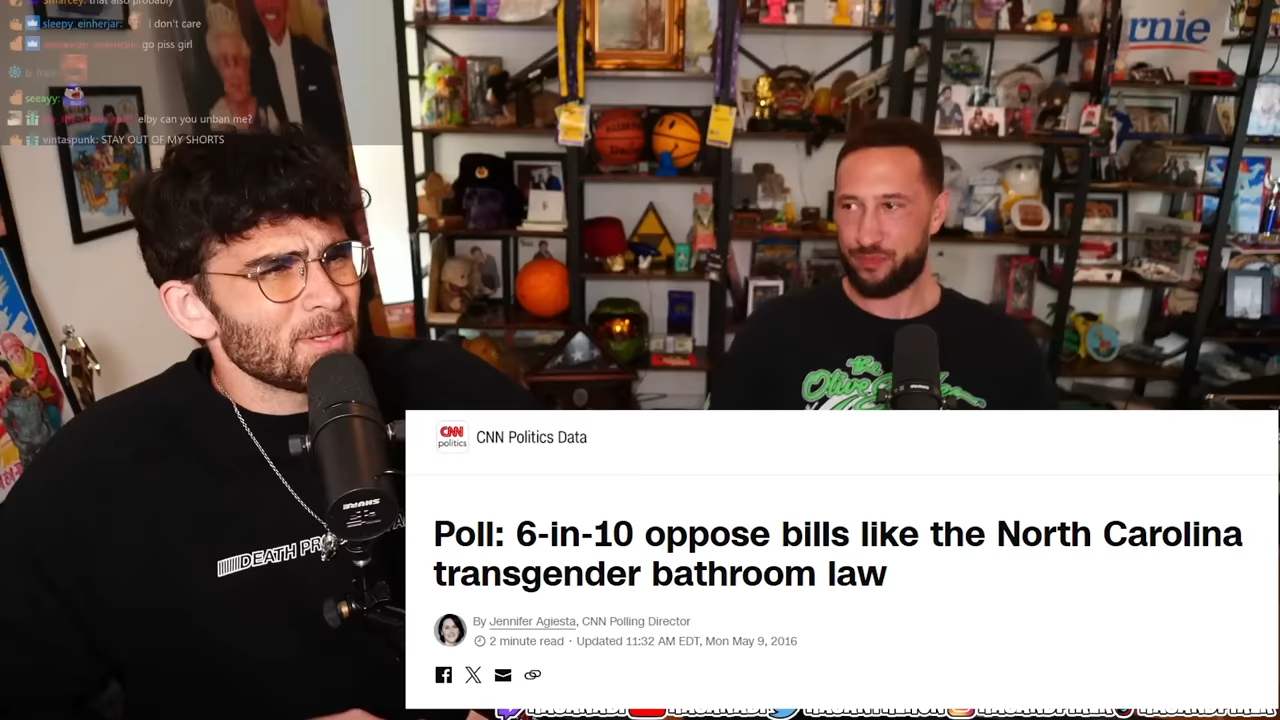 that also probably
sleepy_einherjar: i don't care
go piss girl
b_hair
seeayy:
elby can you unban me?
vintaspunk: STAY OUT OF MY SHORTS
rnie
DEATH PR
SHURE
CNN
politics
CNN Politics Data
Poll: 6-in-10 oppose bills like the North Carolina
transgender bathroom law
By Jennifer Agiesta, CNN Polling Director
2 minute read · Updated 11:32 AM EDT, Mon May 9, 2016